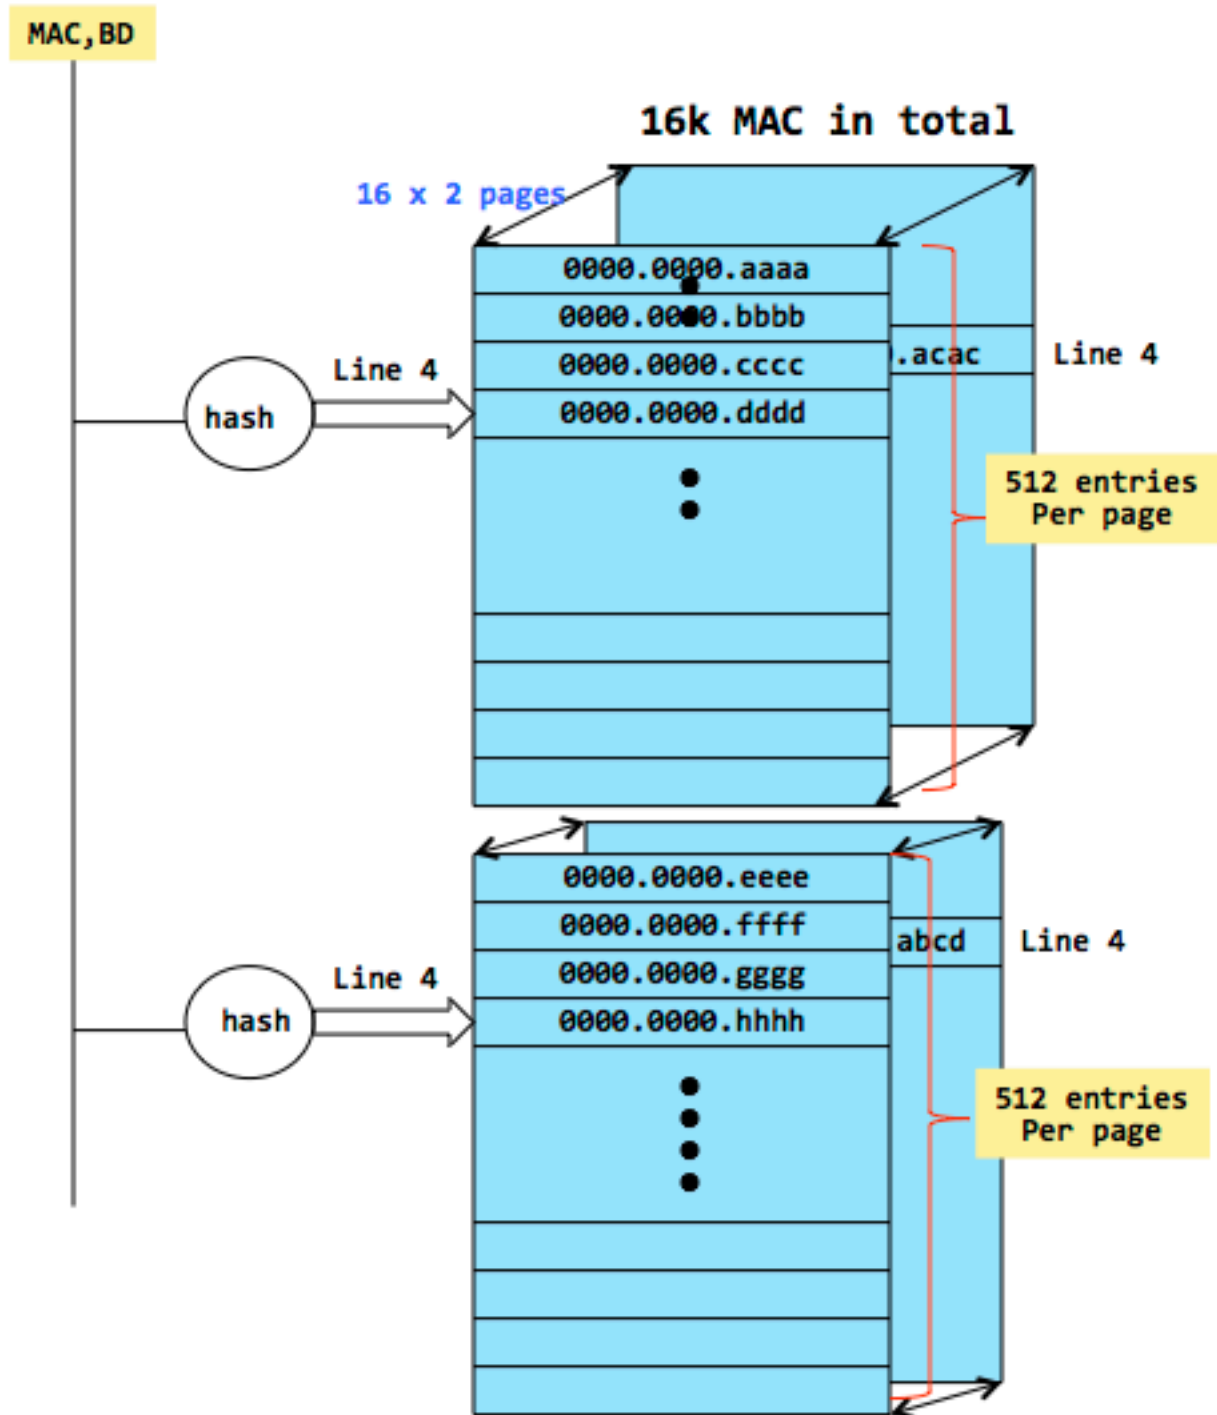 MAC,BD
16k MAC in total
16 x 2 pages
0000.0000.aaaa
0000.0000.bbbb
0000.0000.cccc
.acac
Line 4
Line 4
0000.0000.dddd
hash
512 entries
Per page
0000.0000.eeee
0000.0000.ffff
abcd
Line 4
0000.0000.gggg
Line 4
0000.0000.hhhh
hash
512 entries
Per page